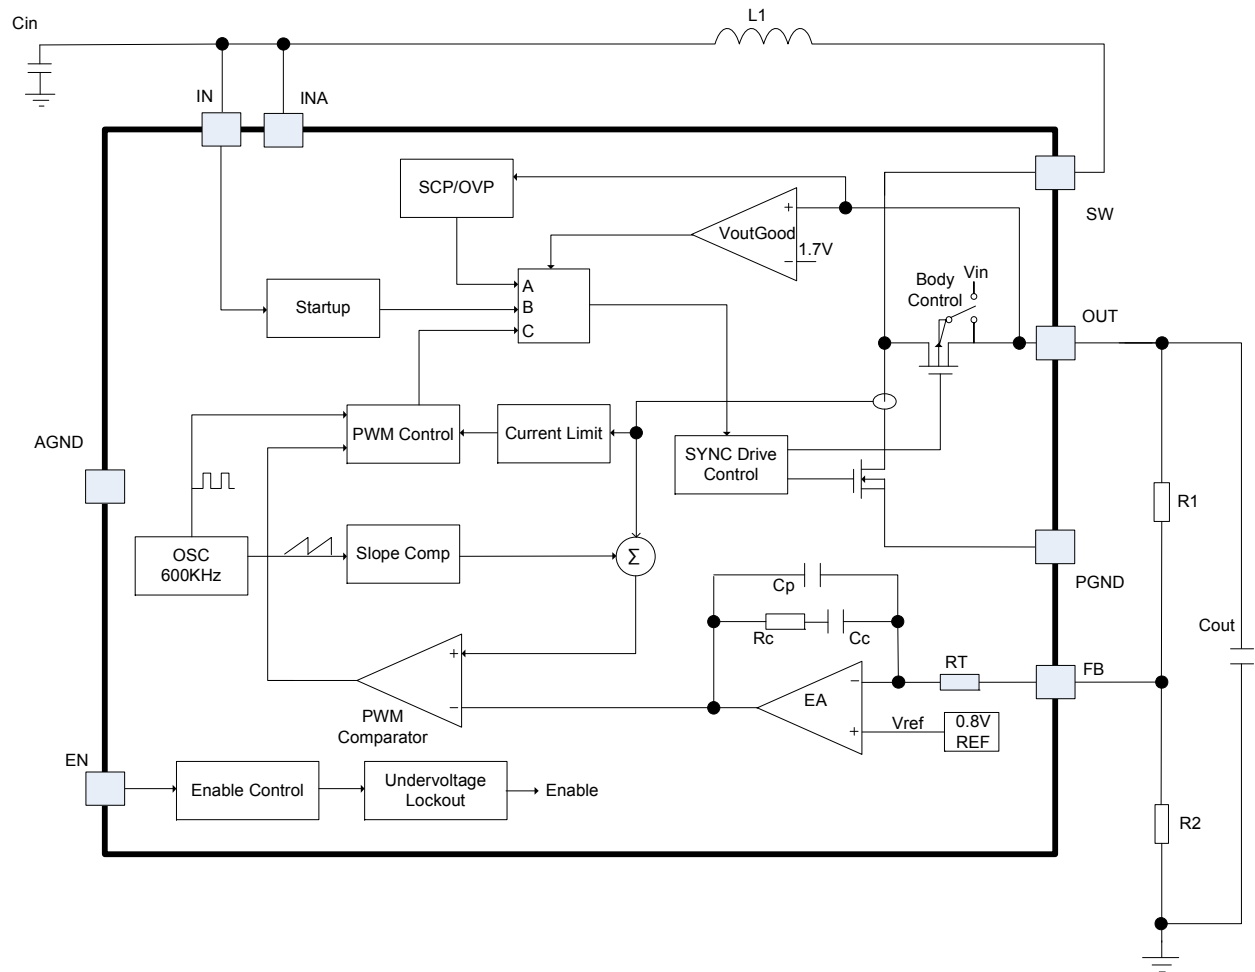 Cin
L1
IN
INA
SCP/OVP
SW
VoutGood
+
1.7V
−
Body
Control
Vin
Startup
A
B
C
OUT
AGND
PWM Control
Current Limit
SYNC Drive
Control
R1
OSC
600KHz
Slope Comp
Σ
PGND
Cp
Rc
Cc
Cout
RT
FB
+
−
PWM
Comparator
EA
−
+
Vref
0.8V
REF
EN
Enable Control
Undervoltage
Lockout
Enable
R2